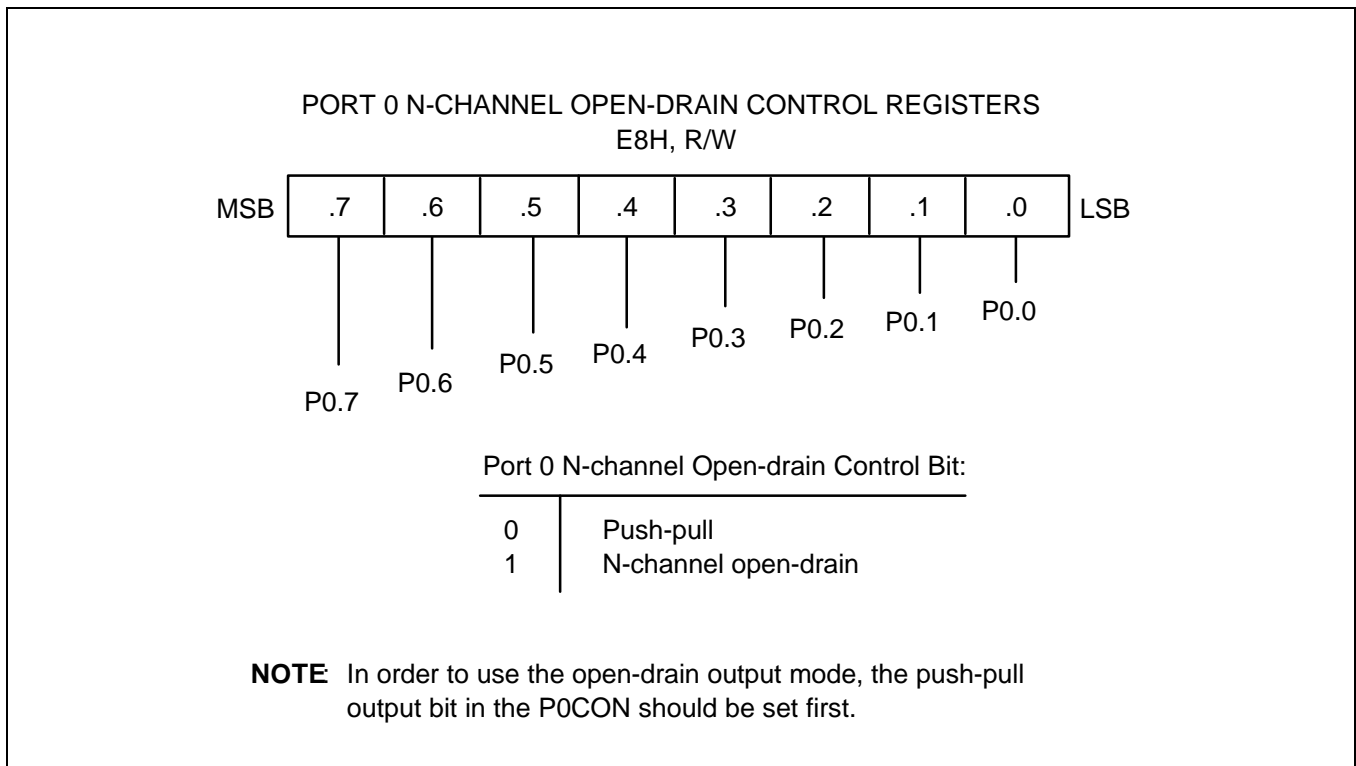 PORT 0 N-CHANNEL OPEN-DRAIN CONTROL REGISTERS
E8H, R/W
MSB .7 .6 .5 .4 .3 .2 .1 .0 LSB
P0.7 P0.6 P0.5 P0.4 P0.3 P0.2 P0.1 P0.0
Port 0 N-channel Open-drain Control Bit:
0 Push-pull
1 N-channel open-drain
NOTE: In order to use the open-drain output mode, the push-pull
output bit in the P0CON should be set first.